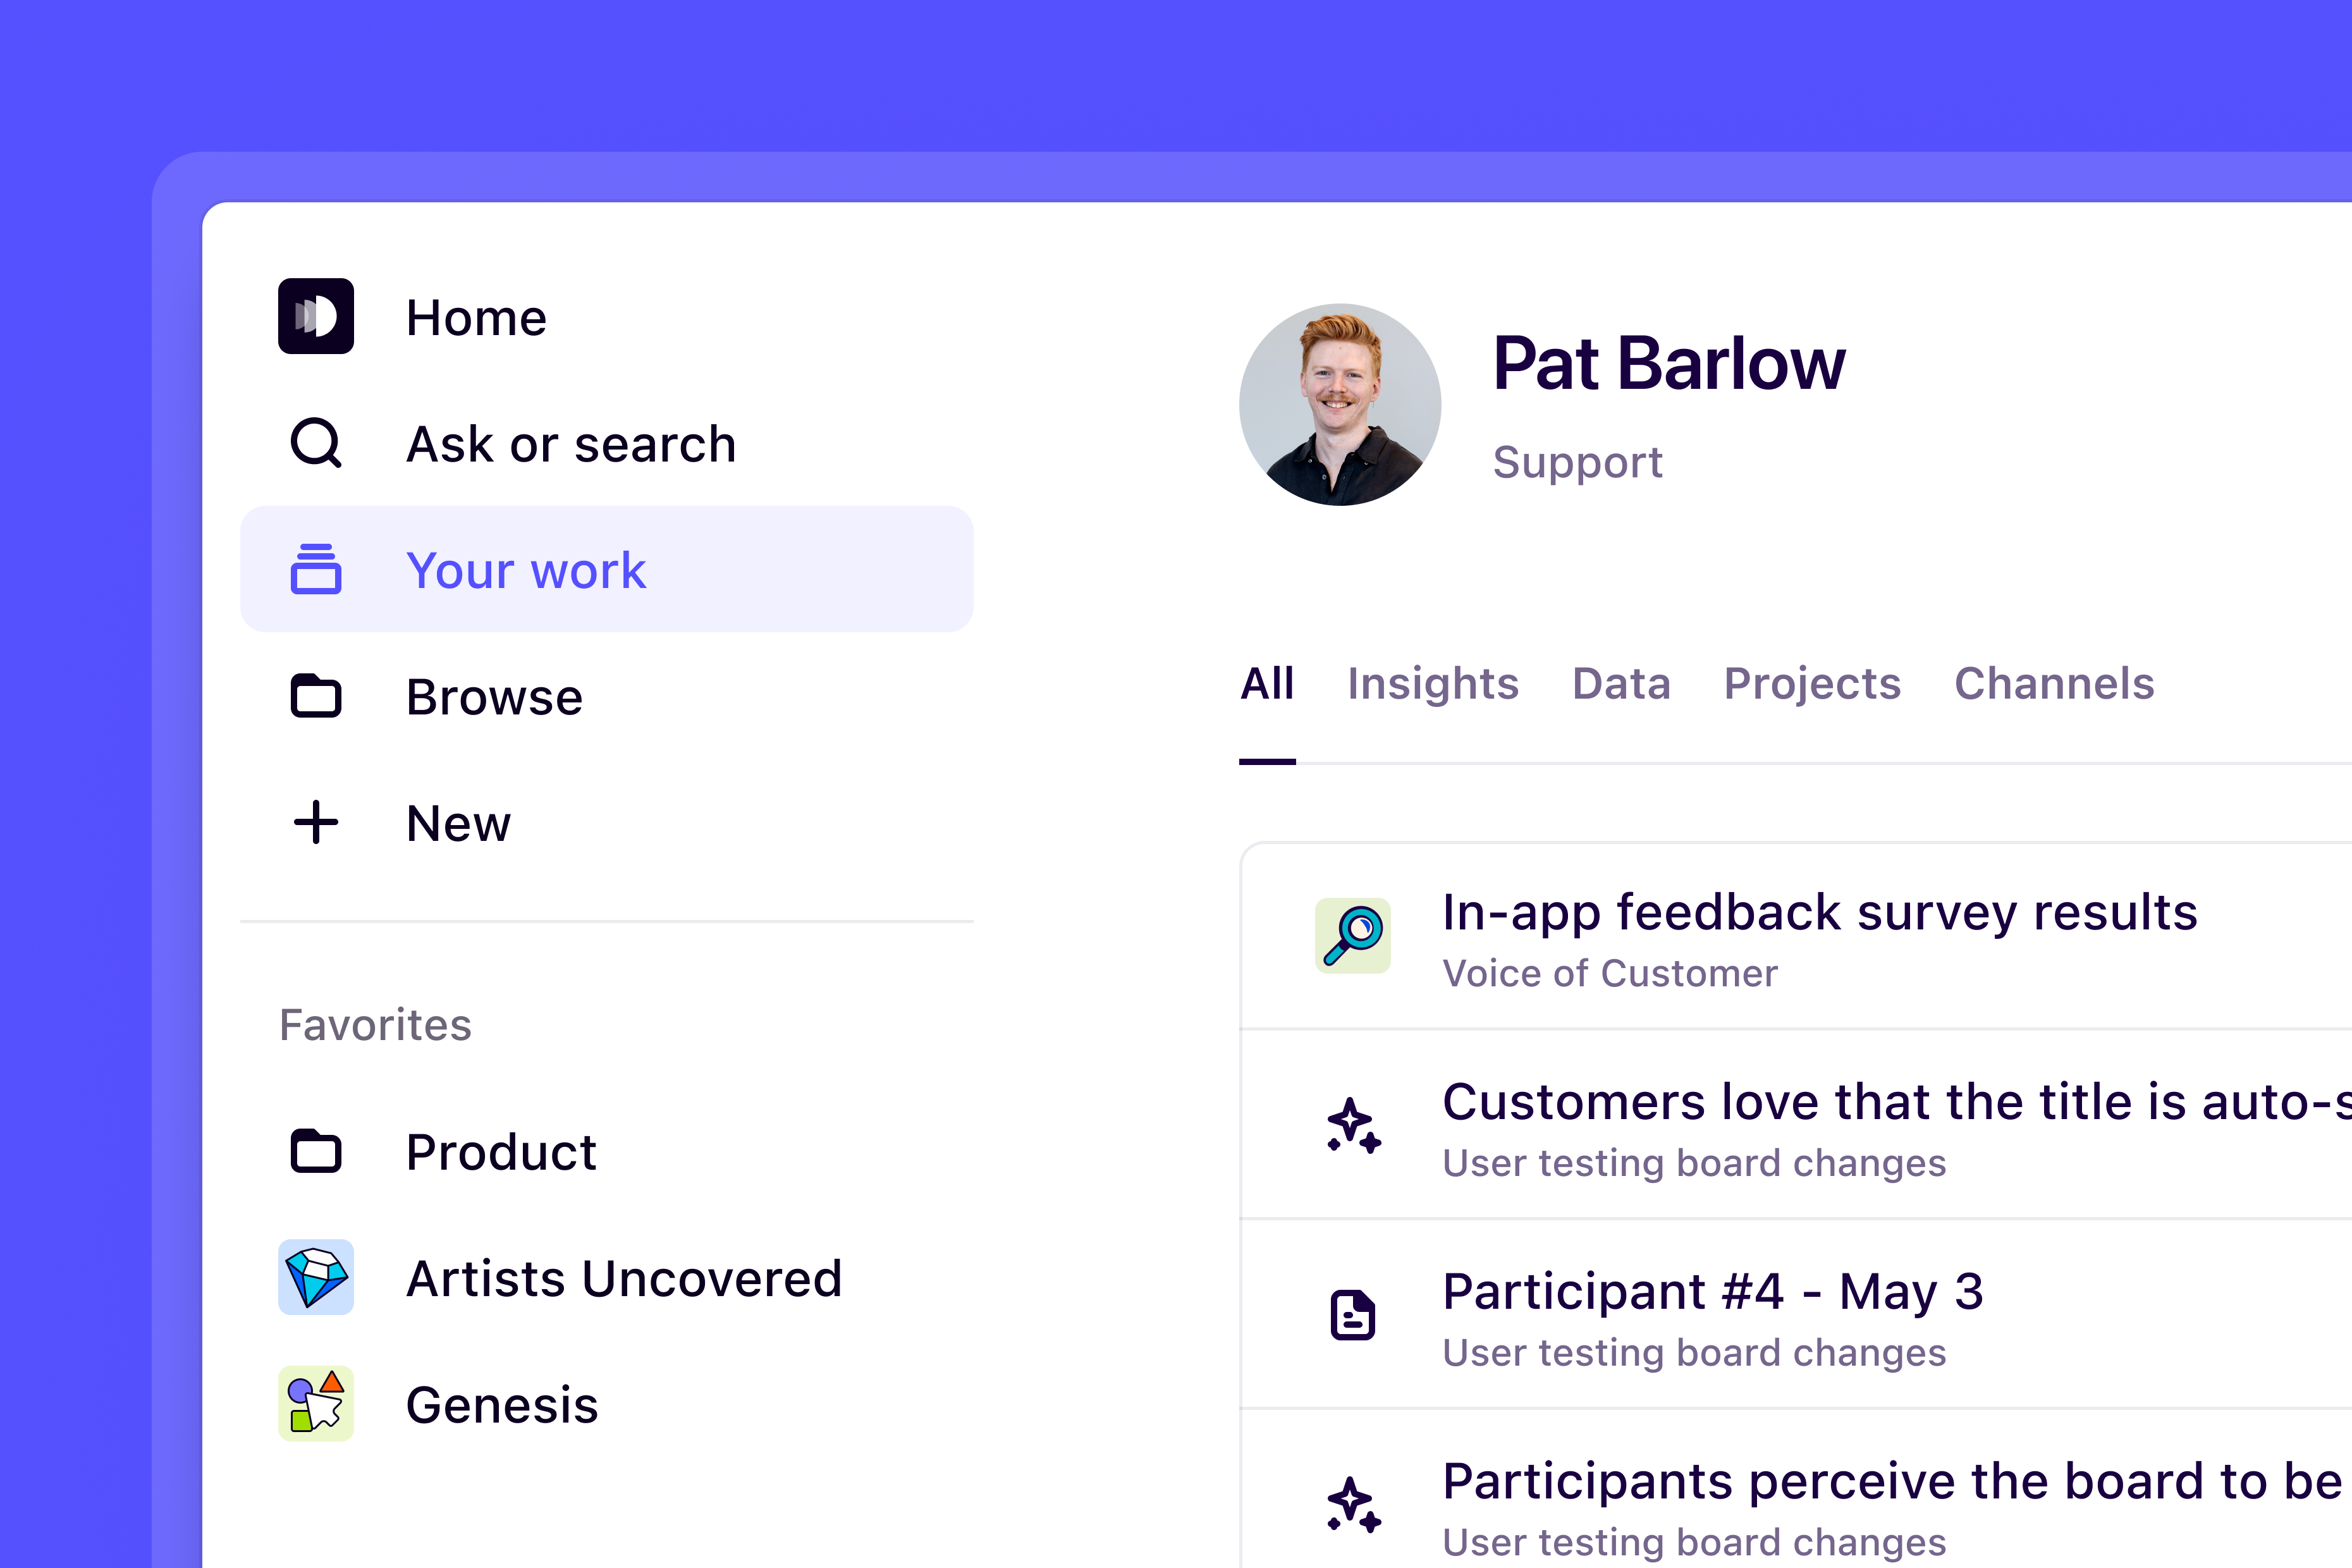 Home
Ask or search
Your work
Browse
New
Favorites
Product
Artists Uncovered
Genesis
Pat Barlow
Support
All Insights Data Projects Channels
In-app feedback survey results
Voice of Customer
Customers love that the title is
User testing board changes
Participant #4 - May 3
User testing board changes
Participants perceive the board to be
User testing board changes